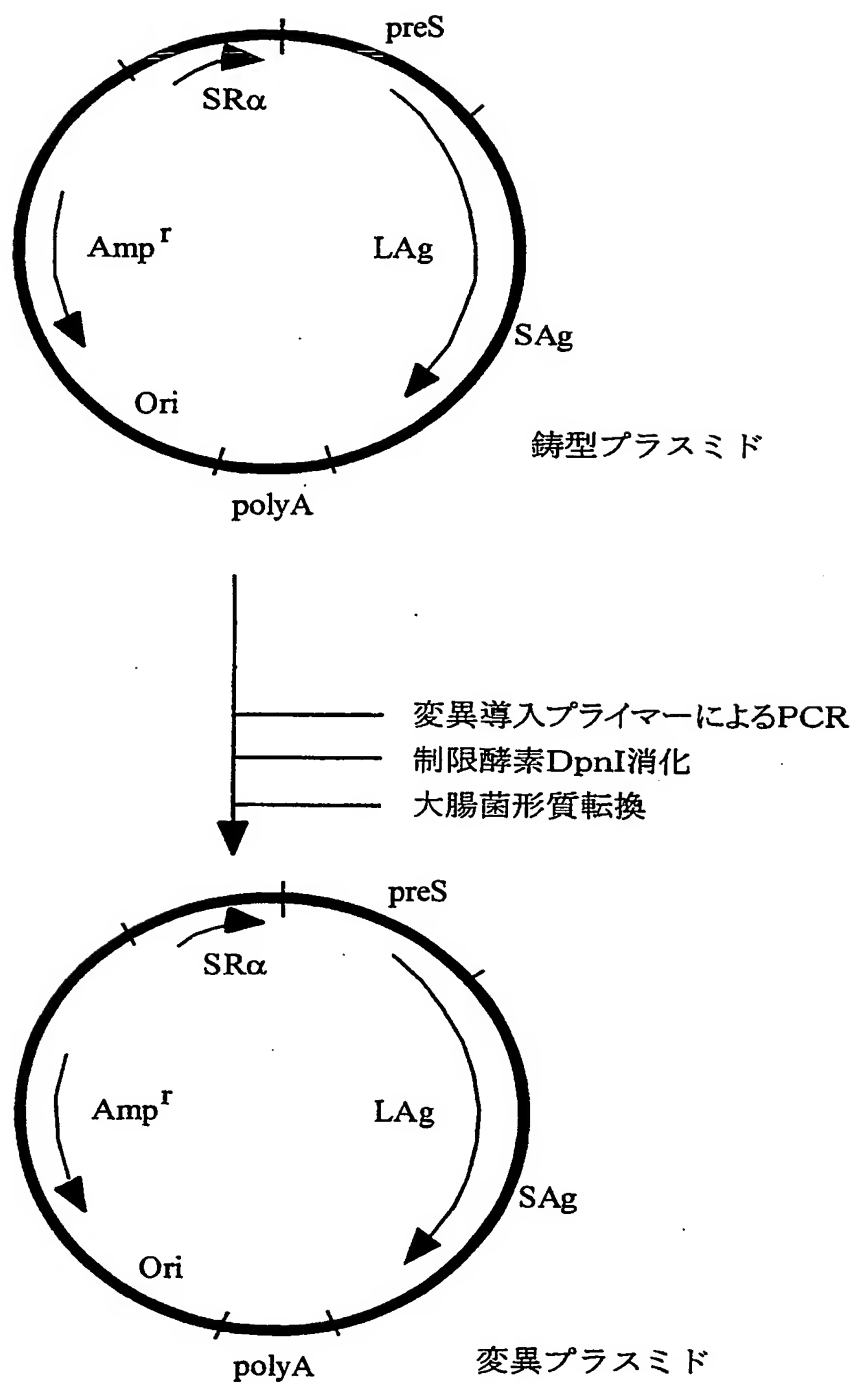 preS
SRα
Amp^r
LAg
SAg
Ori
鋳型プラスミド
polyA
変異導入プライマーによるPCR
制限酵素DpnI消化
大腸菌形質転換
preS
SRα
Amp^r
LAg
SAg
Ori
変異プラスミド
polyA